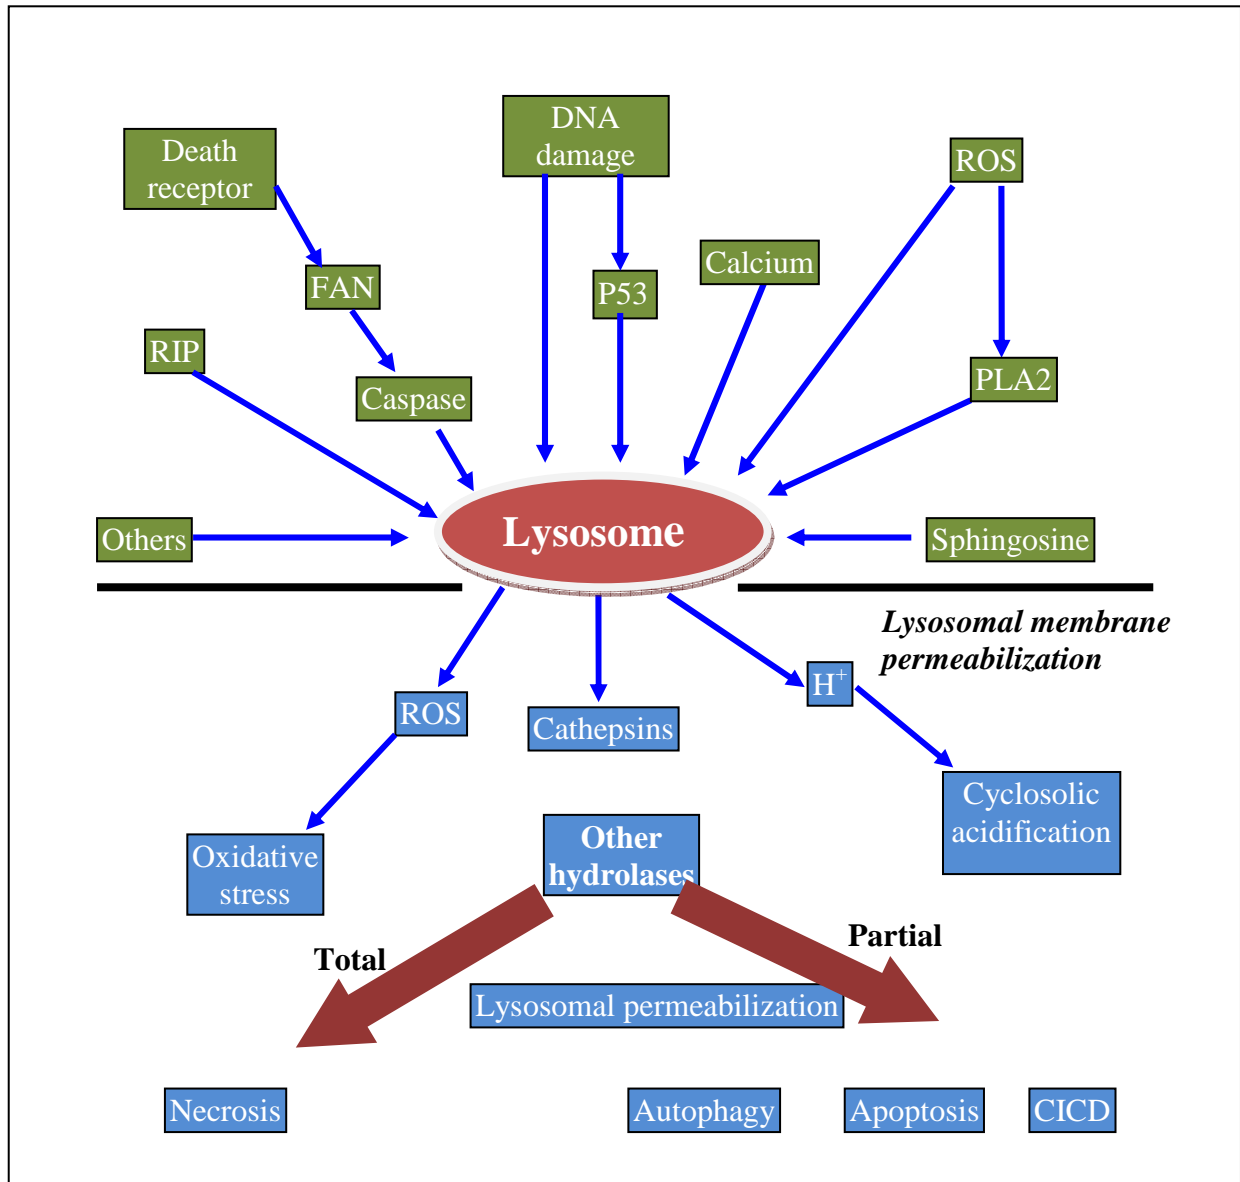 DNA
damage
Death
receptor
ROS
Calcium
FAN
P53
RIP
PLA2
Caspase
Lysosome
Others
Sphingosine
Lysosomal membrane
permeabilization
H+
ROS
Cathepsins
Cyclosolic
acidification
Other
hydrolases
Oxidative
stress
Total
Partial
Lysosomal permeabilization
Necrosis
Autophagy
Apoptosis
CICD